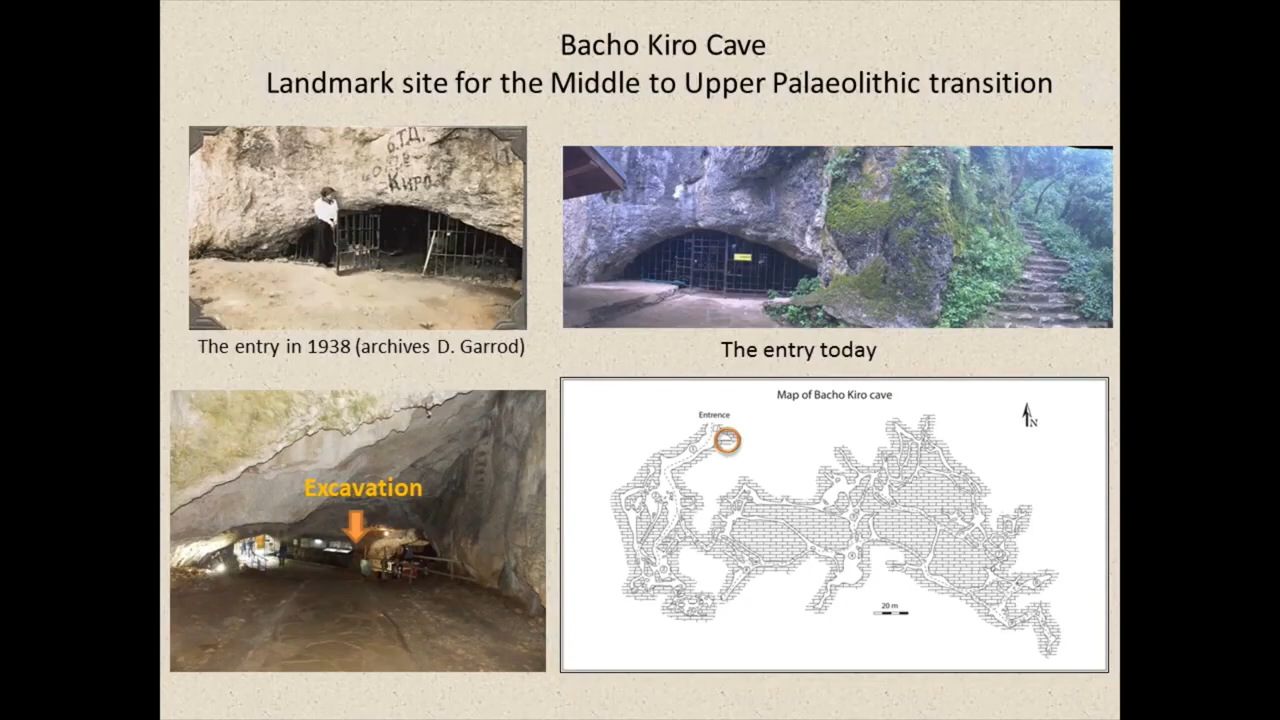 Bacho Kiro Cave
Landmark site for the Middle to Upper Palaeolithic transition
Б.Т.Д.
Киро
The entry in 1938 (archives D. Garrod)
The entry today
Excavation
Map of Bacho Kiro cave
Entrence
N
20 m